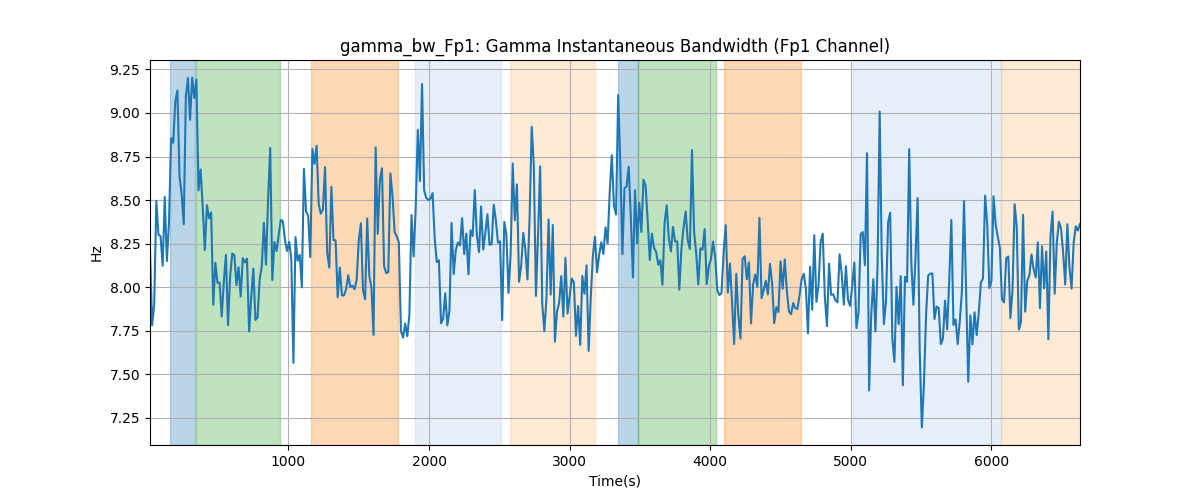 gamma_bw_Fp1: Gamma Instantaneous Bandwidth (Fp1 Channel)
9.25
9.00
8.75
8.50
8.25
8.00
7.75
7.50
7.25
Hz
1000 2000 3000 4000 5000 6000
Time(s)